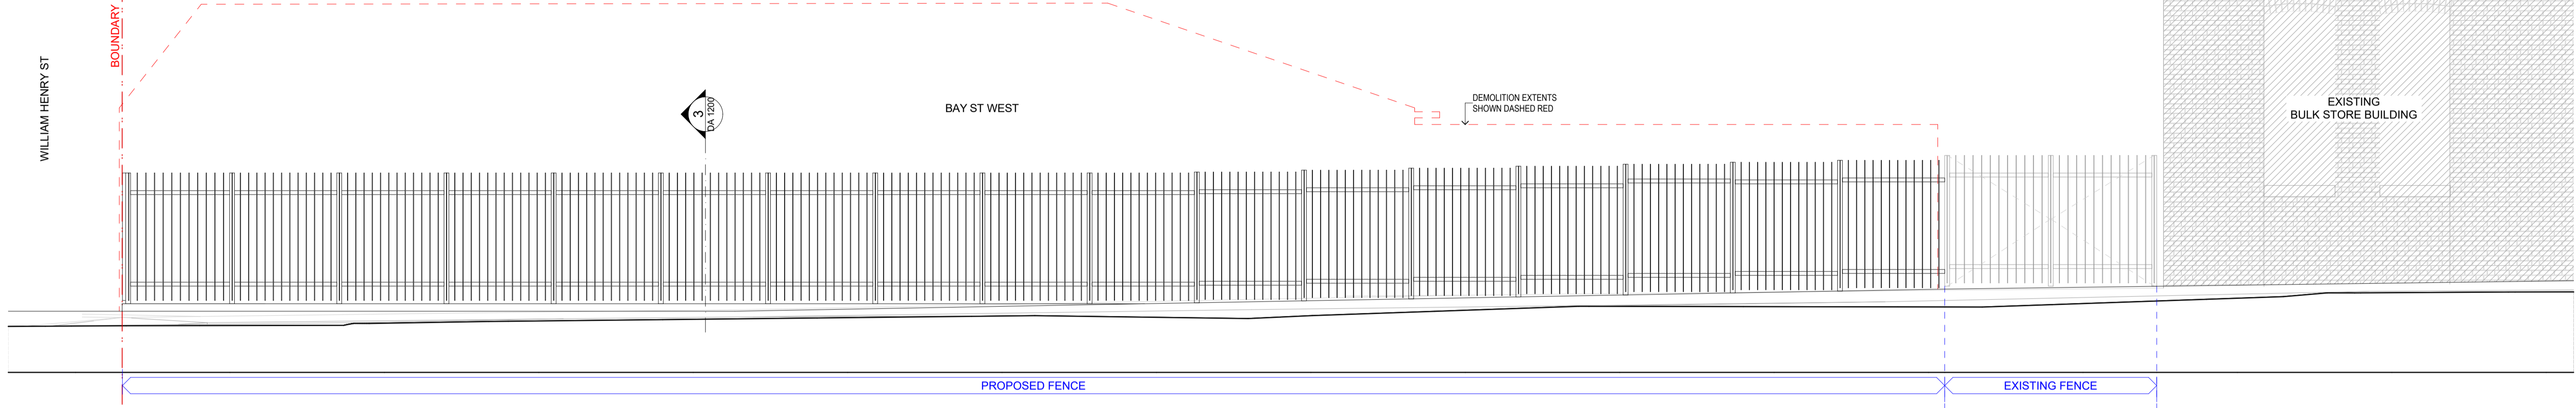 WILLIAM HENRY ST
BOUNDARY
3
DA 1200
BAY ST WEST
DEMOLITION EXTENTS
SHOWN DASHED RED
EXISTING
BULK STORE BUILDING
PROPOSED FENCE
EXISTING FENCE